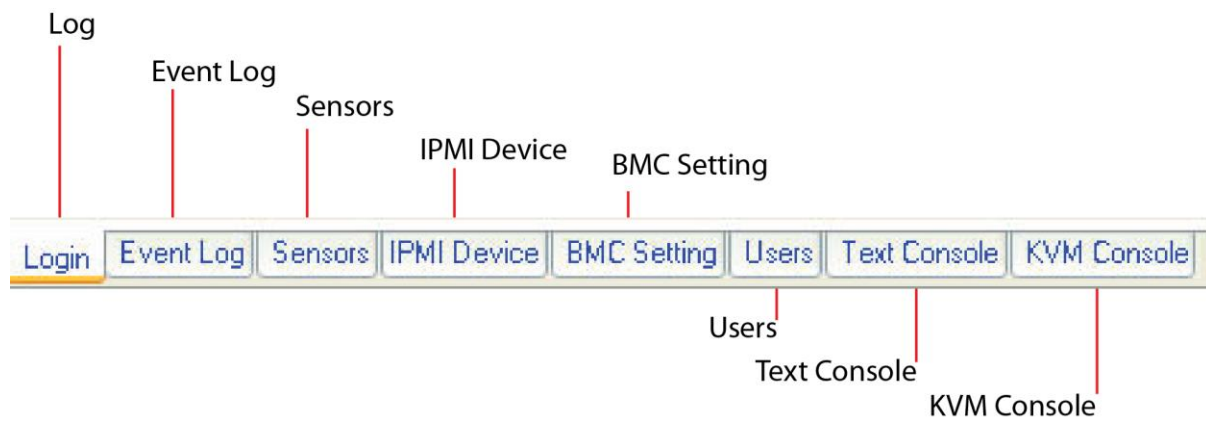 Log
Event Log
Sensors
IPMI Device
BMC Setting
Login Event Log Sensors IPMI Device BMC Setting Users Text Console KVM Console
Users
Text Console
KVM Console